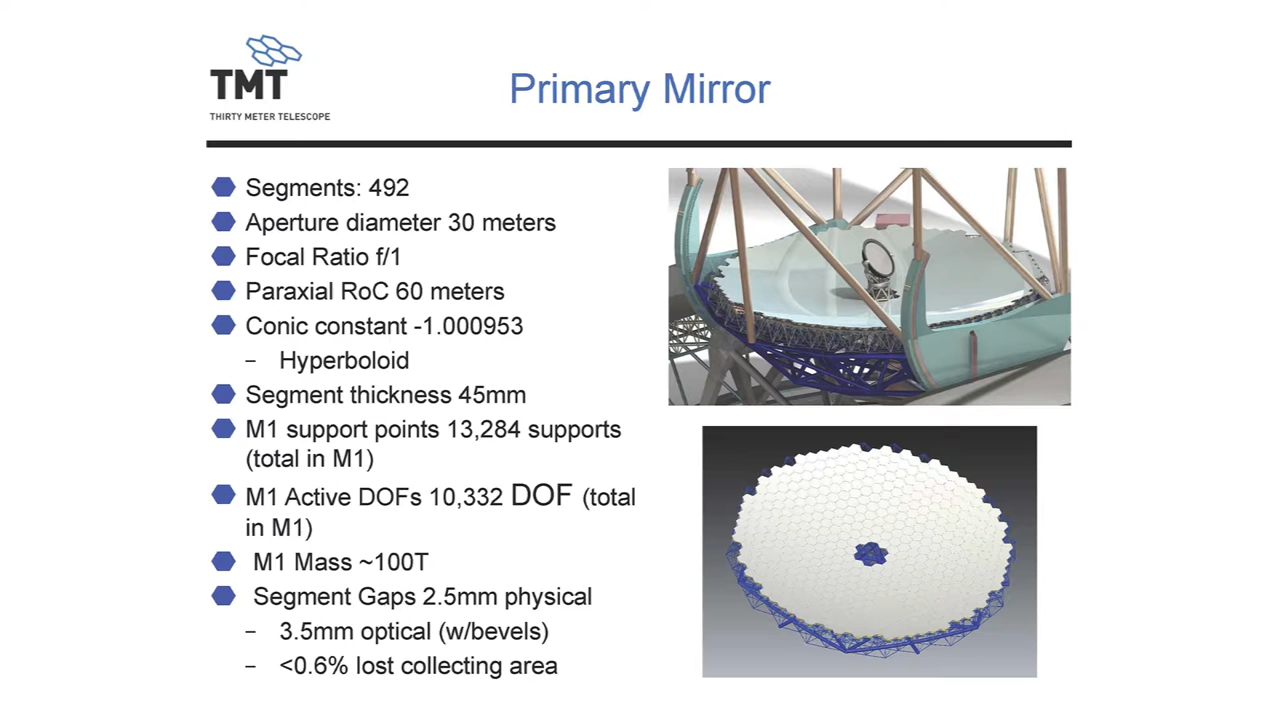 TMT
THIRTY METER TELESCOPE
Primary Mirror
Segments: 492
Aperture diameter 30 meters
Focal Ratio f/1
Paraxial RoC 60 meters
Conic constant -1.000953
– Hyperboloid
Segment thickness 45mm
M1 support points 13,284 supports
(total in M1)
M1 Active DOFs 10,332 DOF (total
in M1)
M1 Mass ~100T
Segment Gaps 2.5mm physical
– 3.5mm optical (w/bevels)
– <0.6% lost collecting area